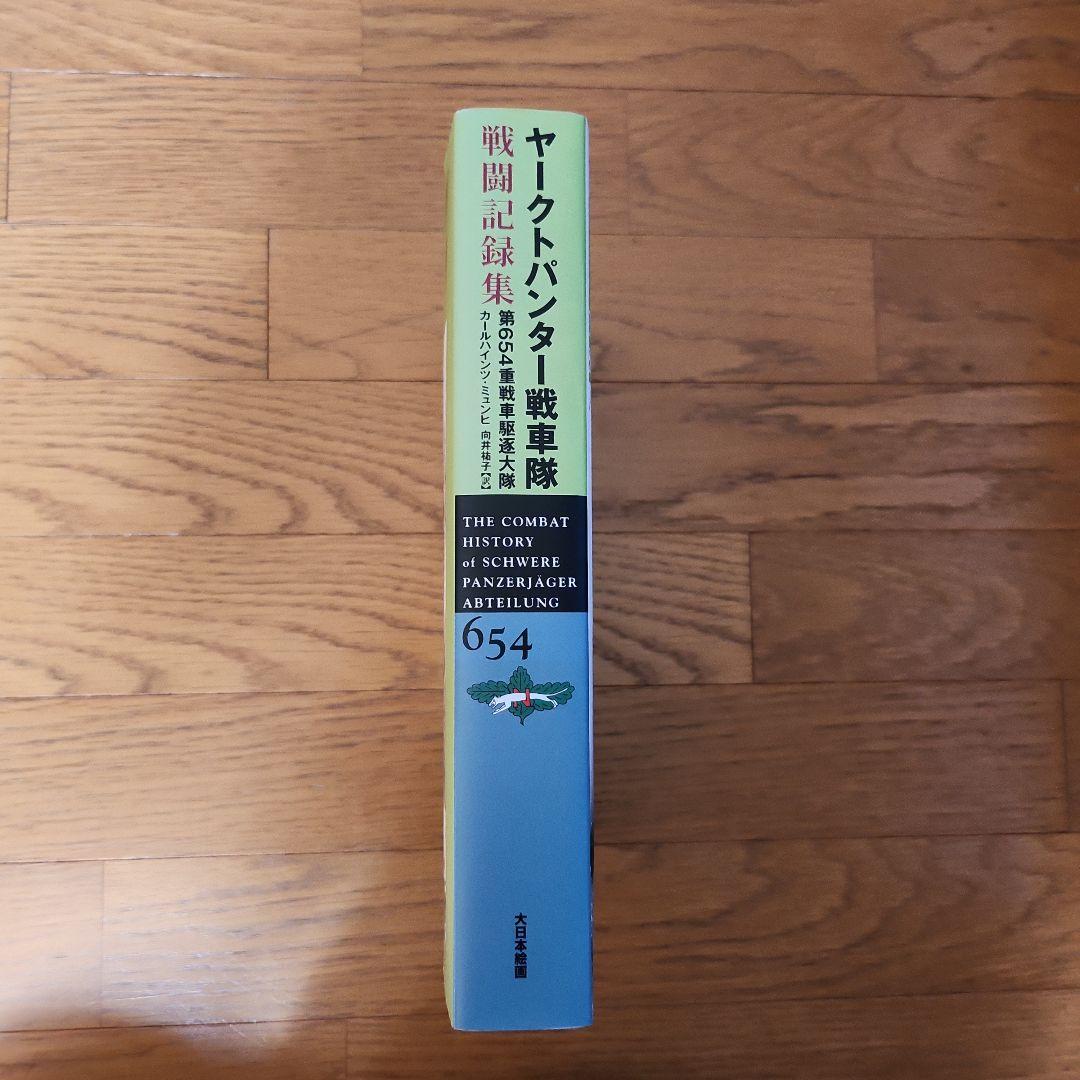 ヤークトパンター戦車隊
戦闘記録集
第654重戦車駆逐大隊
カールハインツ・ミュンヒ 向井祐子【訳】
THE COMBAT
HISTORY
of SCHWERE
PANZERJÄGER
ABTEILUNG
654
N
大日本絵画